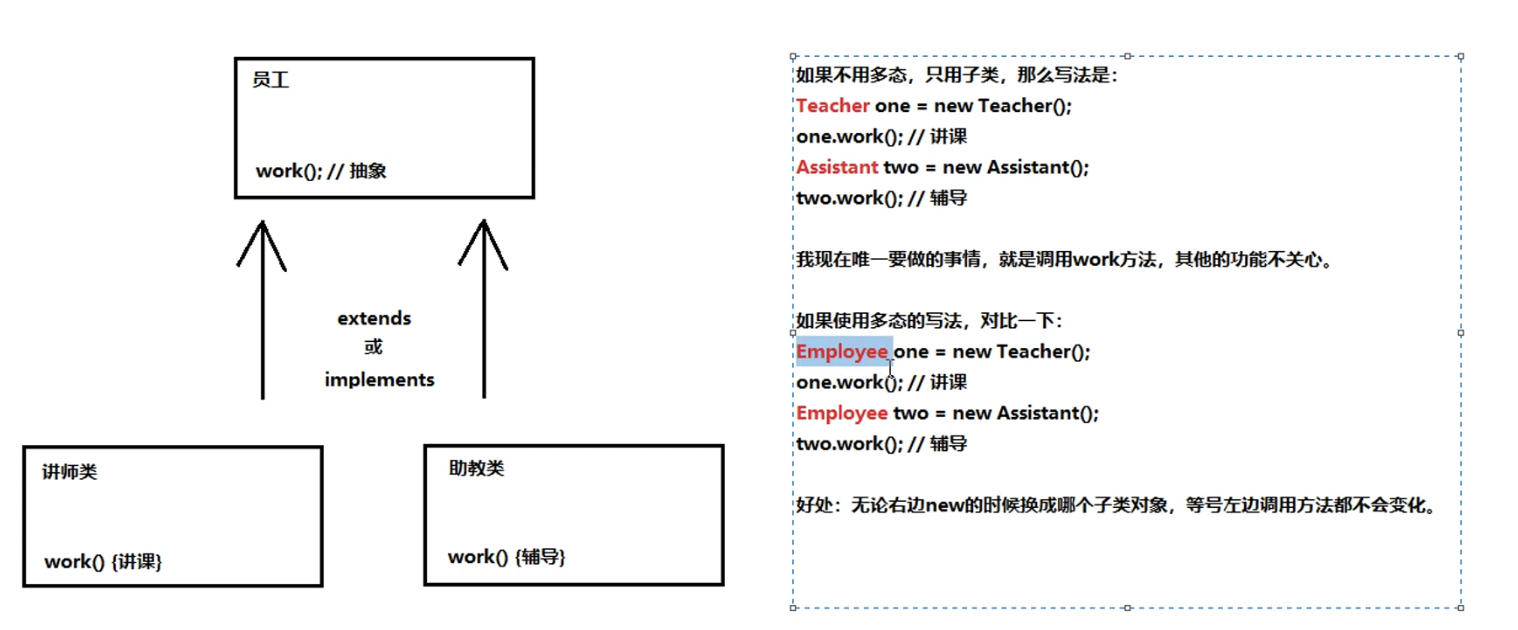 员工
work(); // 抽象
extends
或
implements
讲师类
work() {讲课}
助教类
work() {辅导}
如果不用多态，只用子类，那么写法是：
Teacher one = new Teacher();
one.work(); // 讲课
Assistant two = new Assistant();
two.work(); // 辅导
我现在唯一要做的事情，就是调用work方法，其他的功能不关心。
如果使用多态的写法，对比一下：
Employee one = new Teacher();
one.work(); // 讲课
Employee two = new Assistant();
two.work(); // 辅导
好处：无论右边new的时候换成哪个子类对象，等号左边调用方法都不会变化。